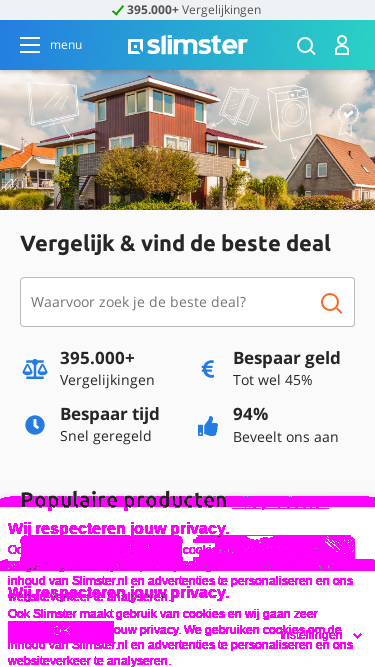 395.000+ Vergelijkingen
menu
slimster
Vergelijk & vind de beste deal
Waarvoor zoek je de beste deal?
395.000+
Vergelijkingen
€
Bespaar geld
Tot wel 45%
Bespaar tijd
Snel geregeld
94%
Beveelt ons aan
Populaire producten
Wij respecteren jouw privacy.
Oo
cookie
inhoud van Slimster.nl en advertenties te personaliseren en ons
websiteverkeer te analyseren.
Wij respecteren jouw privacy.
Ook Slimster maakt gebruik van cookies en wij gaan zeer
jouw privacy. We gebruiken cookies om de
Instellingen
inhoud van Slimster.nl en advertenties te personaliseren en ons
websiteverkeer te analyseren.